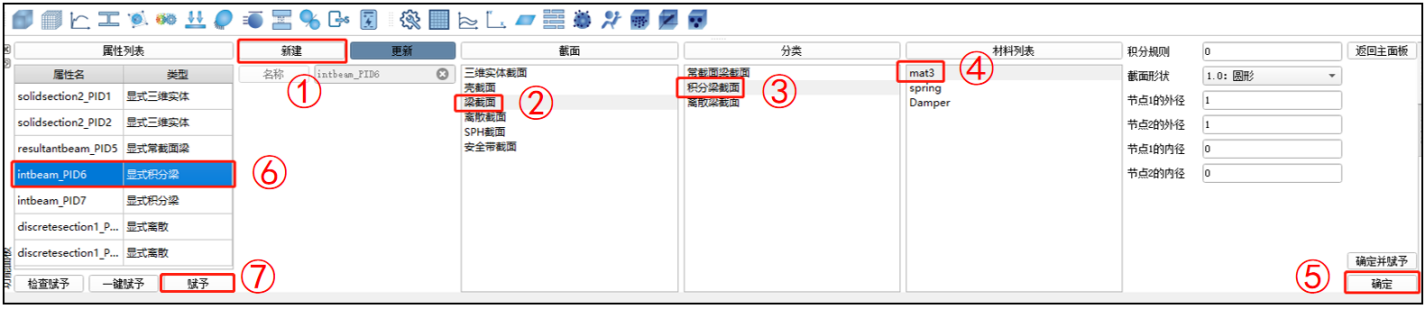 属性列表
新建
更新
截面
分类
材料列表
积分规则
0
返回主面板
属性名
类型
名称
intbeam_PID6
三维实体截面
常截面梁截面
mat3
④
截面形状
1.0: 圆形
①
壳截面
②
积分梁截面
③
spring
solidsection2_PID1
显式三维实体
梁截面
离散梁截面
Damper
节点1的外径
1
离散截面
solidsection2_PID2
显式三维实体
SPH截面
节点2的外径
1
resultantbeam_PID5
显式常截面梁
安全带截面
节点1的内径
0
intbeam_PID6
显式积分梁
⑥
节点2的内径
0
intbeam_PID7
显式积分梁
discretesection1_P...
显式离散
discretesection1_P...
显式离散
确定并赋予
检查赋予
一键赋予
赋予
⑦
⑤
确定